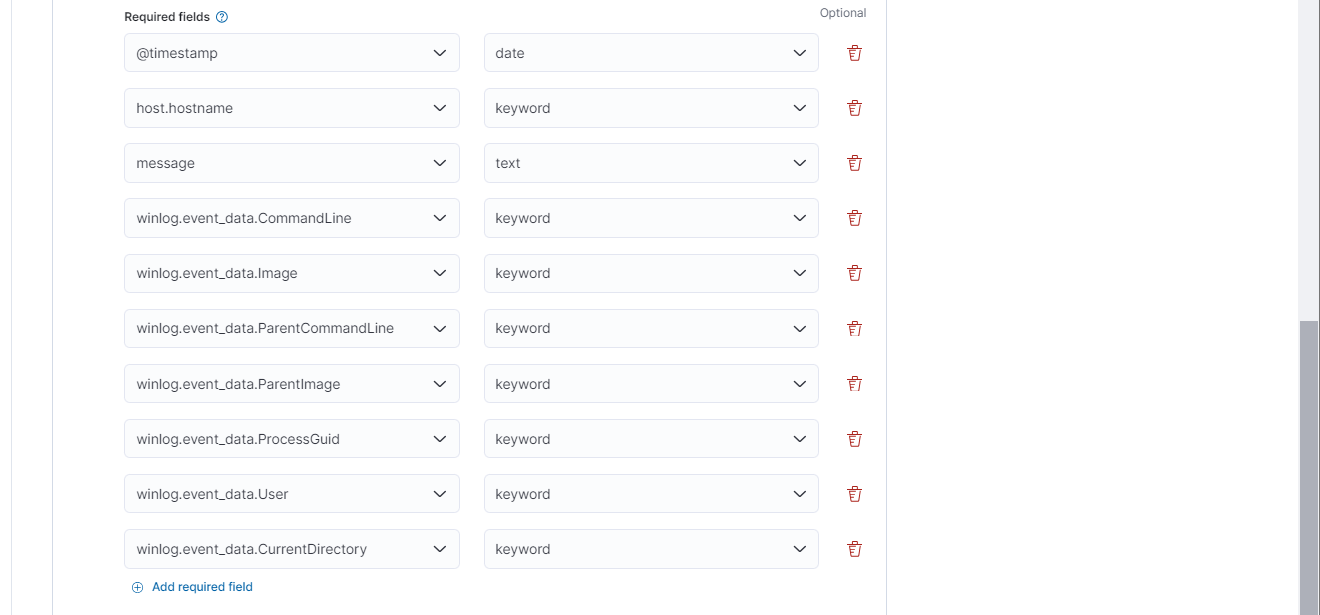 Required fields
Optional
@timestamp date
host.hostname keyword
message text
winlog.event_data.CommandLine keyword
winlog.event_data.Image keyword
winlog.event_data.ParentCommandLine keyword
winlog.event_data.ParentImage keyword
winlog.event_data.ProcessGuid keyword
winlog.event_data.User keyword
winlog.event_data.CurrentDirectory keyword
Add required field